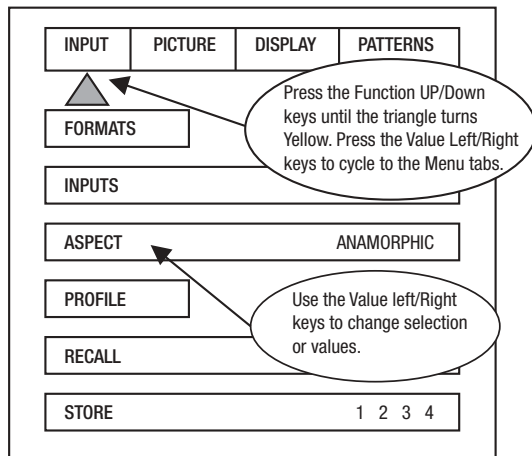 INPUT PICTURE DISPLAY PATTERNS
Press the Function UP/Down
keys until the triangle turns
Yellow. Press the Value Left/Right
keys to cycle to the Menu tabs.
FORMATS
INPUTS
ASPECT ANAMORPHIC
PROFILE
Use the Value left/Right
keys to change selection
or values.
RECALL
STORE 1 2 3 4